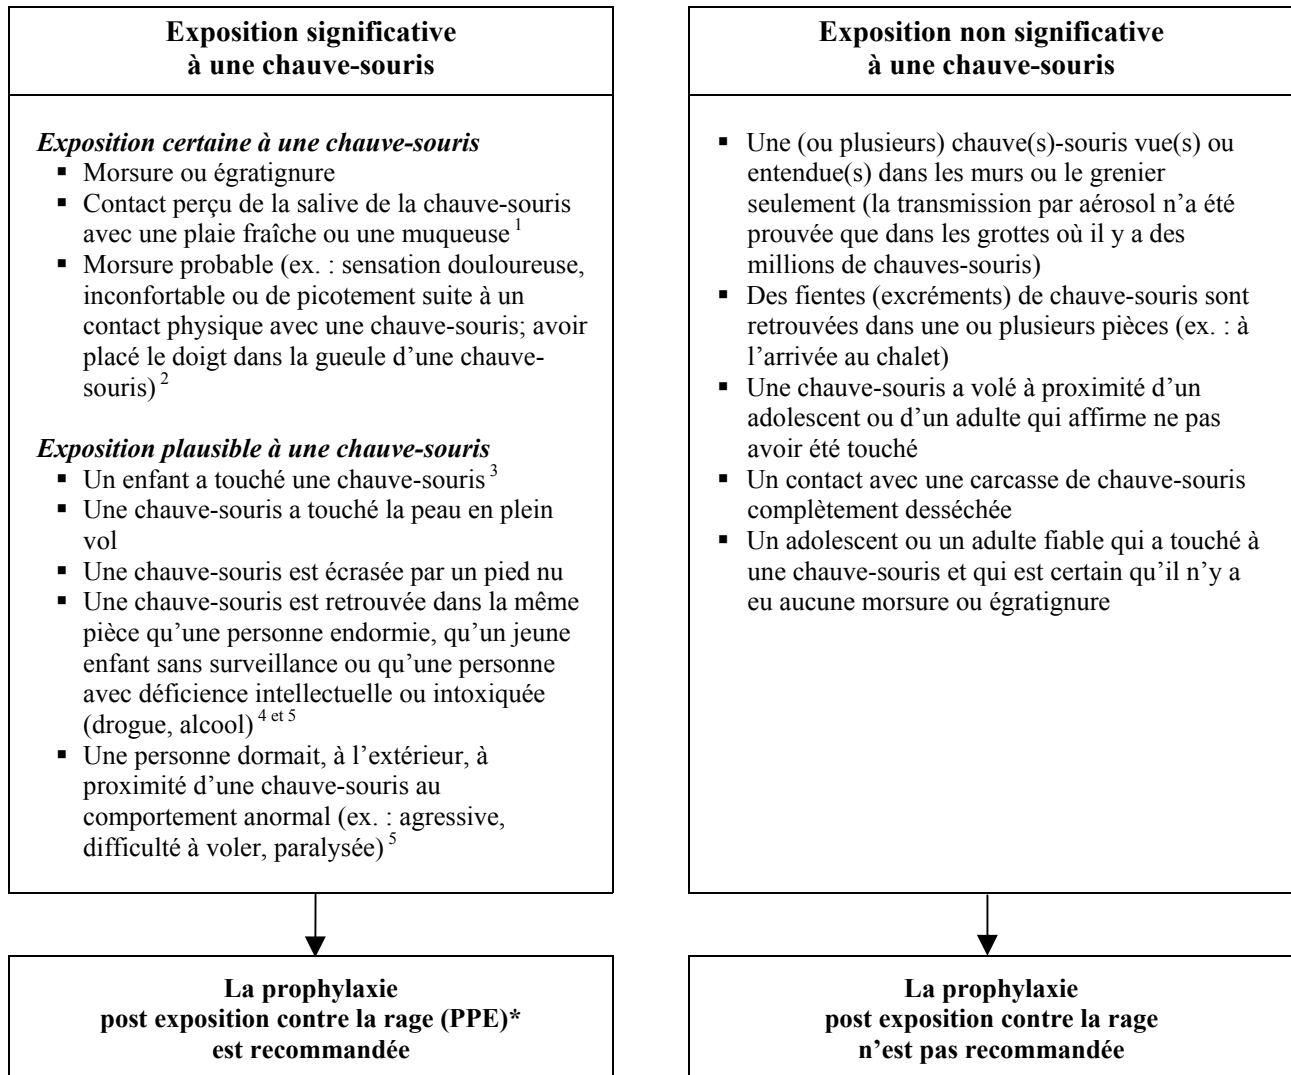 Exposition significative
à une chauve-souris
Exposition certaine à une chauve-souris
▪ Morsure ou égratignure
▪ Contact perçu de la salive de la chauve-souris
avec une plaie fraîche ou une muqueuse 1
▪ Morsure probable (ex. : sensation douloureuse,
inconfortable ou de picotement suite à un
contact physique avec une chauve-souris; avoir
placé le doigt dans la gueule d’une chauve-
souris) 2
Exposition plausible à une chauve-souris
▪ Un enfant a touché une chauve-souris 3
▪ Une chauve-souris a touché la peau en plein
vol
▪ Une chauve-souris est écrasée par un pied nu
▪ Une chauve-souris est retrouvée dans la même
pièce qu’une personne endormie, qu’un jeune
enfant sans surveillance ou qu’une personne
avec déficience intellectuelle ou intoxiquée
(drogue, alcool) 4 et 5
▪ Une personne dormait, à l’extérieur, à
proximité d’une chauve-souris au
comportement anormal (ex. : agressive,
difficulté à voler, paralysée) 5
La prophylaxie
post exposition contre la rage (PPE)*
est recommandée
Exposition non significative
à une chauve-souris
▪ Une (ou plusieurs) chauve(s)-souris vue(s) ou
entendue(s) dans les murs ou le grenier
seulement (la transmission par aérosol n’a été
prouvée que dans les grottes où il y a des
millions de chauves-souris)
▪ Des fientes (excréments) de chauve-souris sont
retrouvées dans une ou plusieurs pièces (ex. : à
l’arrivée au chalet)
▪ Une chauve-souris a volé à proximité d’un
adolescent ou d’un adulte qui affirme ne pas
avoir été touché
▪ Un contact avec une carcasse de chauve-souris
complètement desséchée
▪ Un adolescent ou un adulte fiable qui a touché à
une chauve-souris et qui est certain qu’il n’y a
eu aucune morsure ou égratignure
La prophylaxie
post exposition contre la rage
n’est pas recommandée